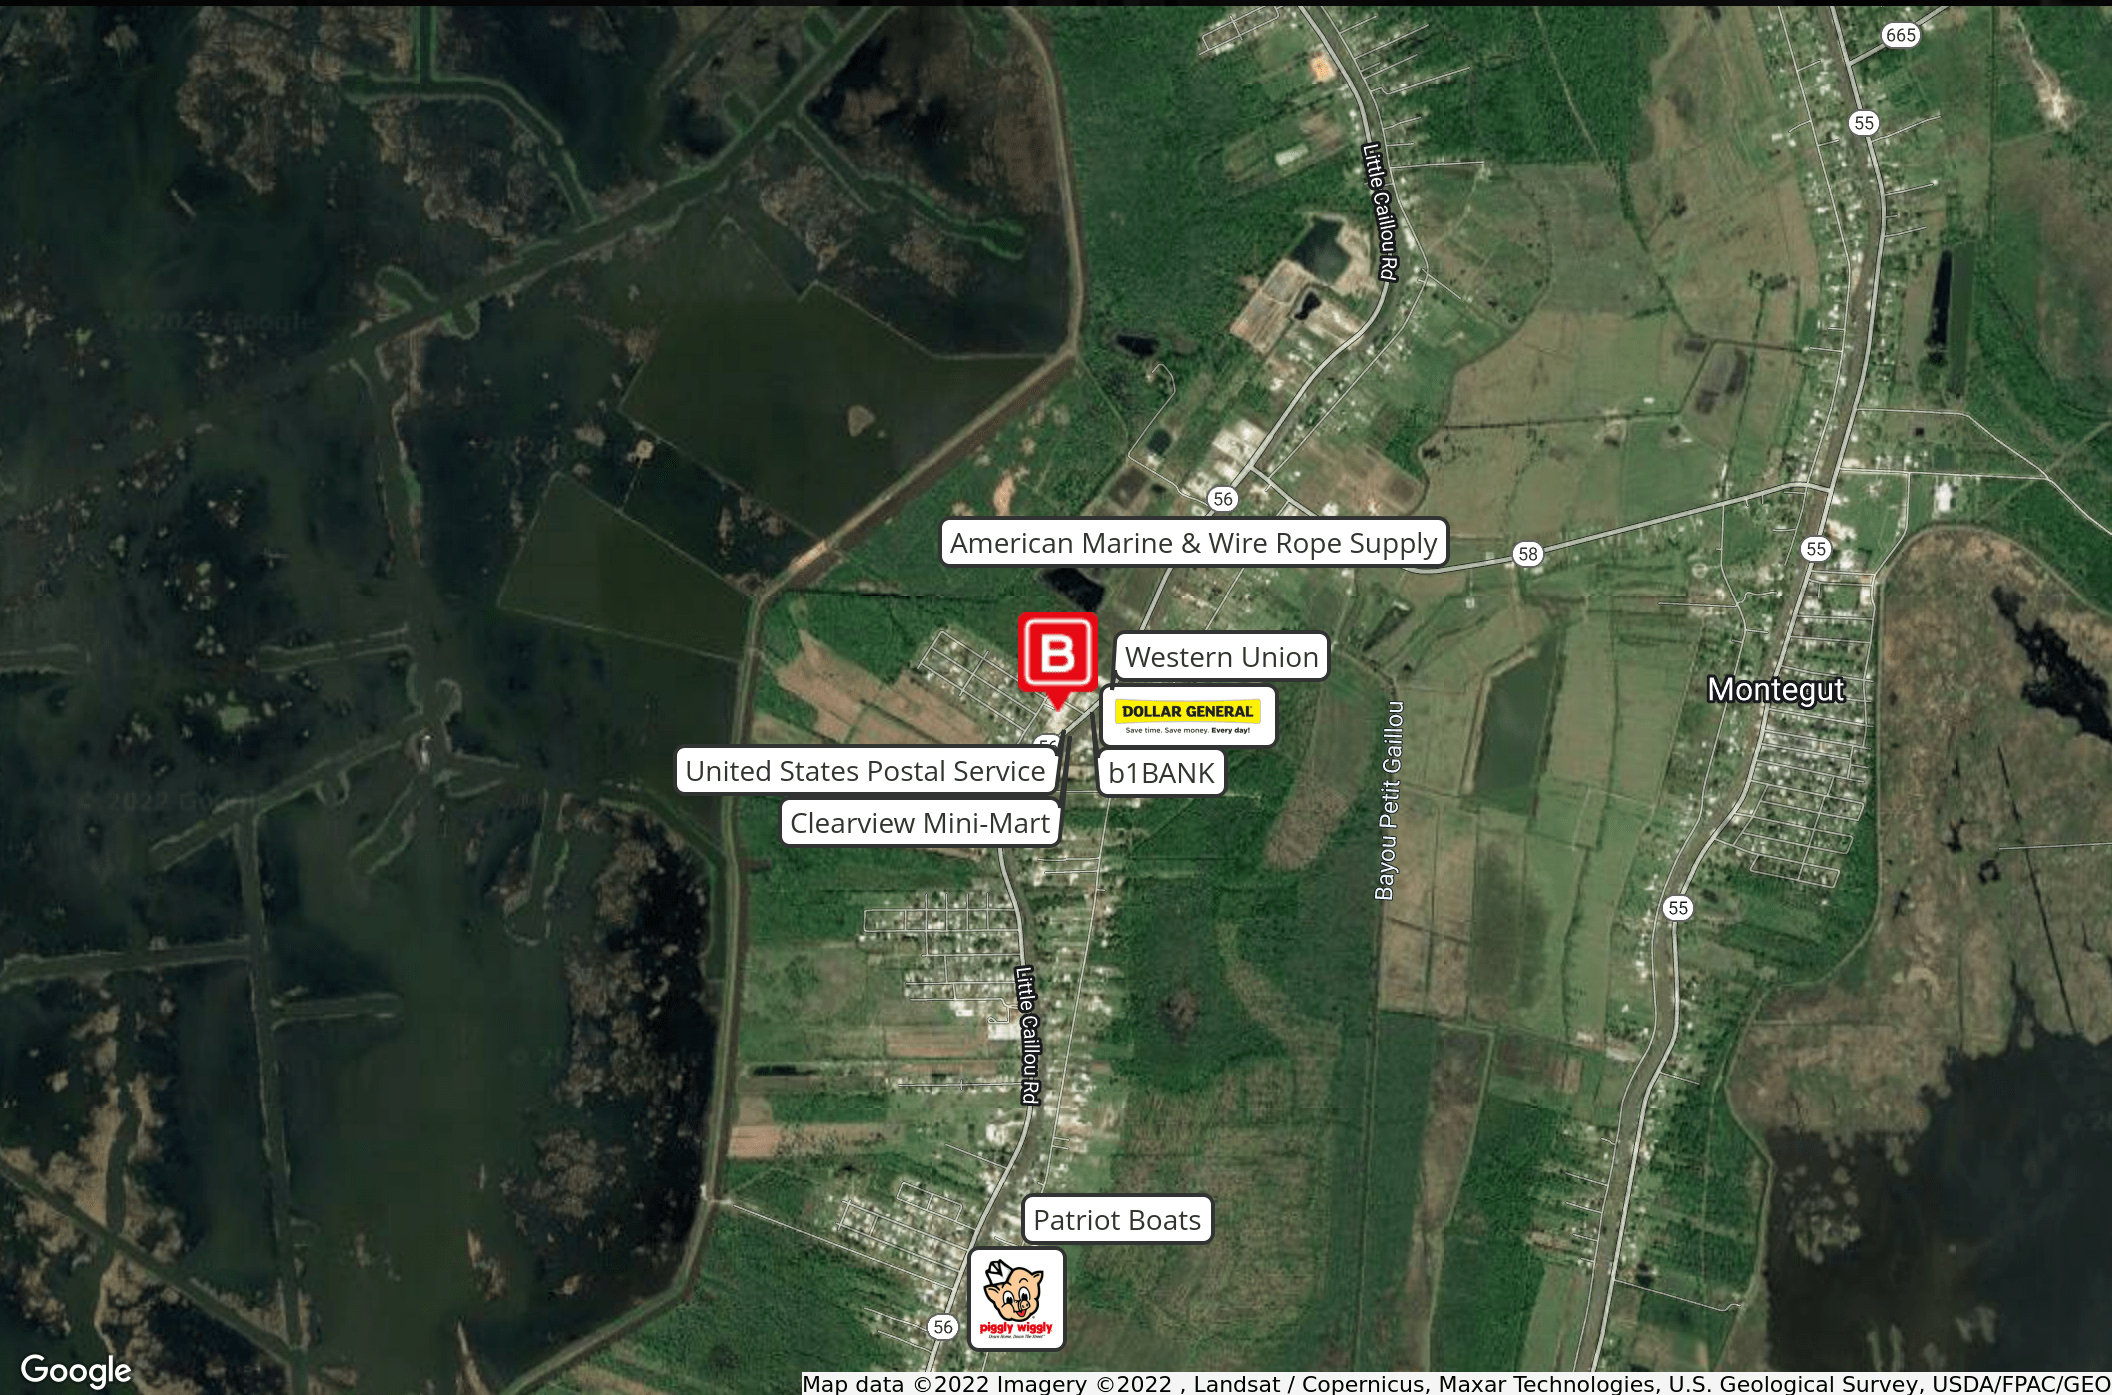 665
55
Little Caillou Rd
56
American Marine & Wire Rope Supply
58
55
B
Western Union
Montegut
DOLLAR GENERAL
Save time. Save money. Every day!
56
United States Postal Service
b1BANK
Bayou Petit Gaillou
Clearview Mini-Mart
55
Little Caillou Rd
Patriot Boats
piggly wiggly
56
Google
Map data ©2022 Imagery ©2022 , Landsat / Copernicus, Maxar Technologies, U.S. Geological Survey, USDA/FPAC/GEO